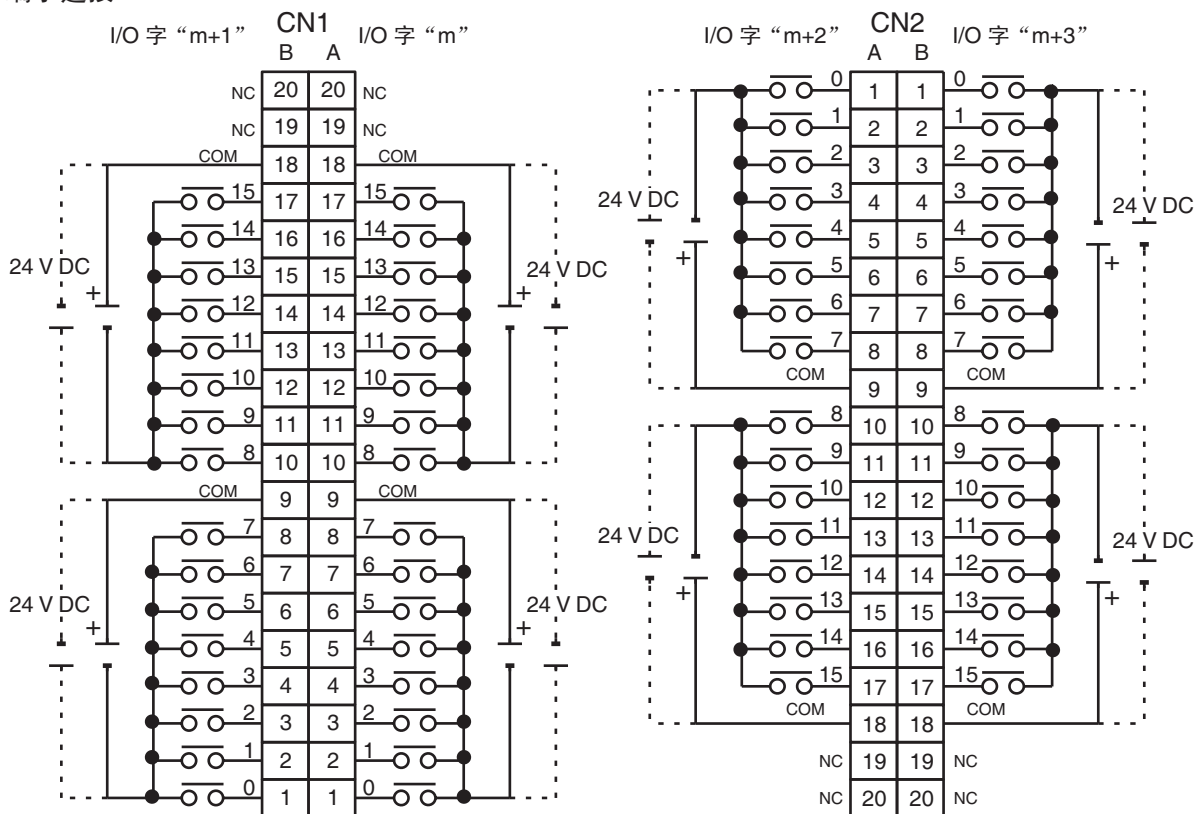 CN1
I/O 字“m+1” I/O 字“m”
B A
NC 20 20 NC
NC 19 19 NC
COM 18 18 COM
15 17 17 15
14 16 16 14
13 15 15 13
24 V DC 24 V DC
+ +
12 14 14 12
11 13 13 11
10 12 12 10
9 11 11 9
8 10 10 8
COM 9 9 COM
7 8 8 7
6 7 7 6
5 6 6 5
24 V DC 24 V DC
+ +
4 5 5 4
3 4 4 3
2 3 3 2
1 2 2 1
0 1 1 0
CN2
I/O 字“m+2” I/O 字“m+3”
A B
0 1 1 0
1 2 2 1
2 3 3 2
3 4 4 3
24 V DC 24 V DC
4 5 5 4
+ +
5 6 6 5
6 7 7 6
7 8 8 7
COM 9 9 COM
8 10 10 8
9 11 11 9
10 12 12 10
11 13 13 11
24 V DC 24 V DC
12 14 14 12
+ +
13 15 15 13
14 16 16 14
15 17 17 15
COM 18 18 COM
NC 19 19 NC
NC 20 20 NC